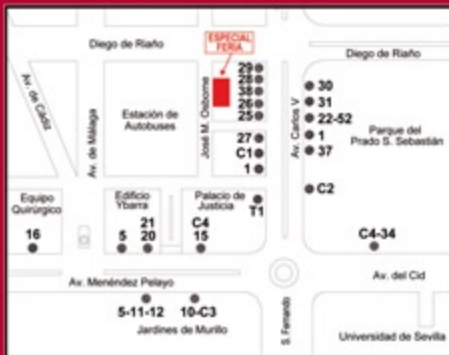 ESPECIAL
FERIA
Diego de Riaño
Diego de Riaño
Av. de Cádiz
Av. de Málaga
Estación de
Autobuses
José M. Osborne
29
28
38
26
25
27
C1
1
Av. Carlos V
30
31
22-52
1
37
Parque del
Prado S. Sebastián
C2
Equipo
Quirúrgico
16
Edificio
Ybarra
21
5 20
Palacio de
Justicia
C4
15
T1
C4-34
Av. Menéndez Pelayo
Av. del Cid
5-11-12
10-C3
Jardines de Murillo
S. Fernando
Universidad de Sevilla